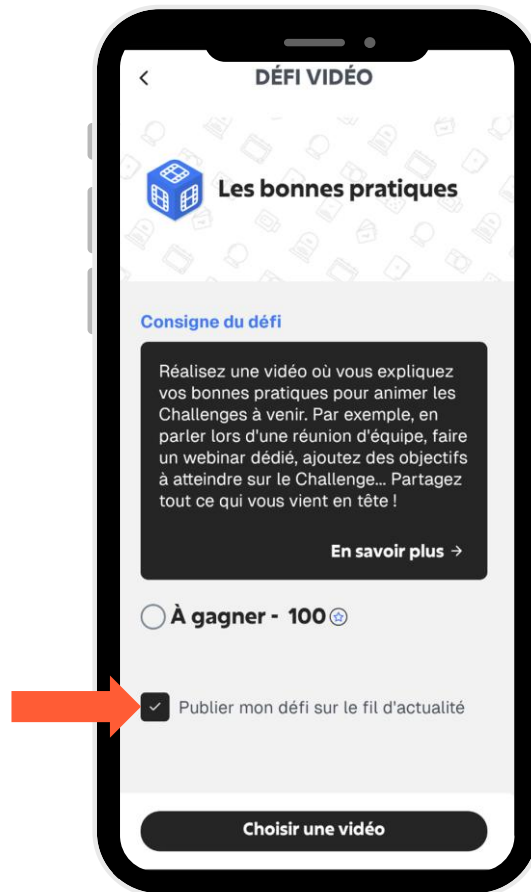 DÉFI VIDÉO
Les bonnes pratiques
Consigne du défi
Réalisez une vidéo où vous expliquez
vos bonnes pratiques pour animer les
Challenges à venir. Par exemple, en
parler lors d'une réunion d'équipe, faire
un webinar dédié, ajoutez des objectifs
à atteindre sur le Challenge... Partagez
tout ce qui vous vient en tête !
En savoir plus →
À gagner - 100
Publier mon défi sur le fil d'actualité
Choisir une vidéo